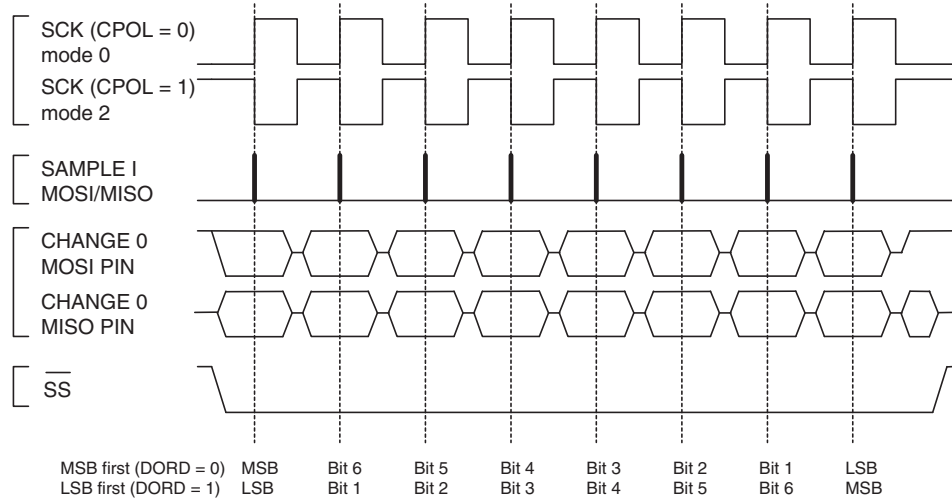 SCK (CPOL = 0)
mode 0
SCK (CPOL = 1)
mode 2
SAMPLE I
MOSI/MISO
CHANGE 0
MOSI PIN
CHANGE 0
MISO PIN
SS
MSB first (DORD = 0) MSB Bit 6 Bit 5 Bit 4 Bit 3 Bit 2 Bit 1 LSB
LSB first (DORD = 1) LSB Bit 1 Bit 2 Bit 3 Bit 4 Bit 5 Bit 6 MSB